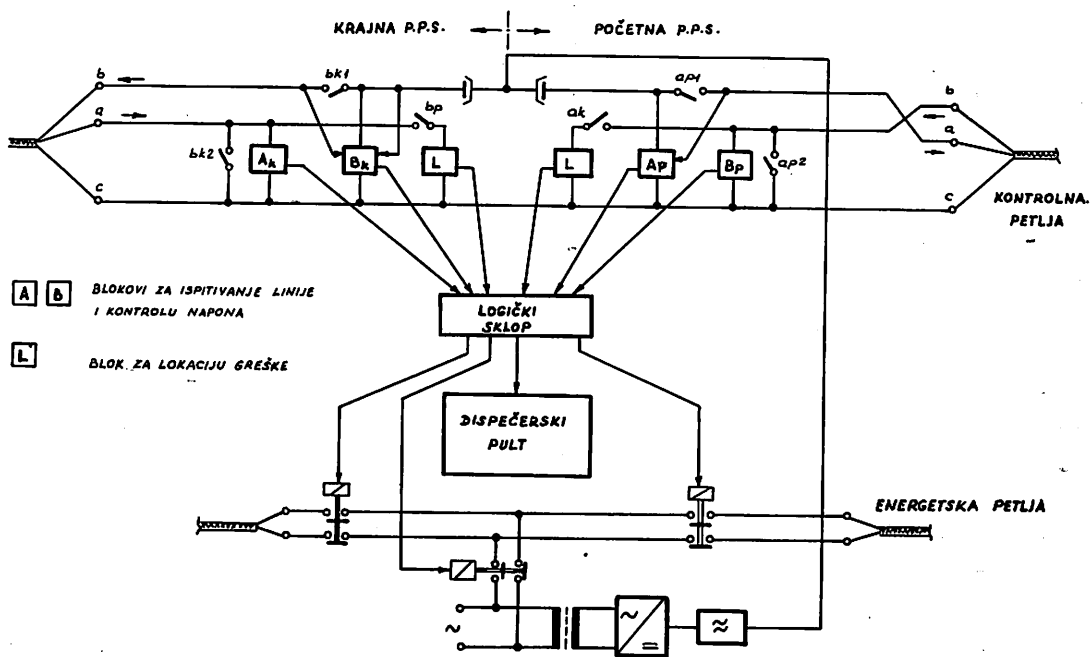 KRAJNA P.P.S. POČETNA P.P.S.
b bk1 ap1 b
a bp ak a
bk2 Ak Bk L L Ap Bp ap2
c c
KONTROLNA.
PETLJA
A B BLOKOVI ZA ISPITIVANJE LINIJE
I KONTROLU NAPONA
L BLOK ZA LOKACIJU GREŠKE
LOGIČKI
SKLOP
DISPEČERSKI
PULT
ENERGETSKA PETLJA
~ ~ = ≈